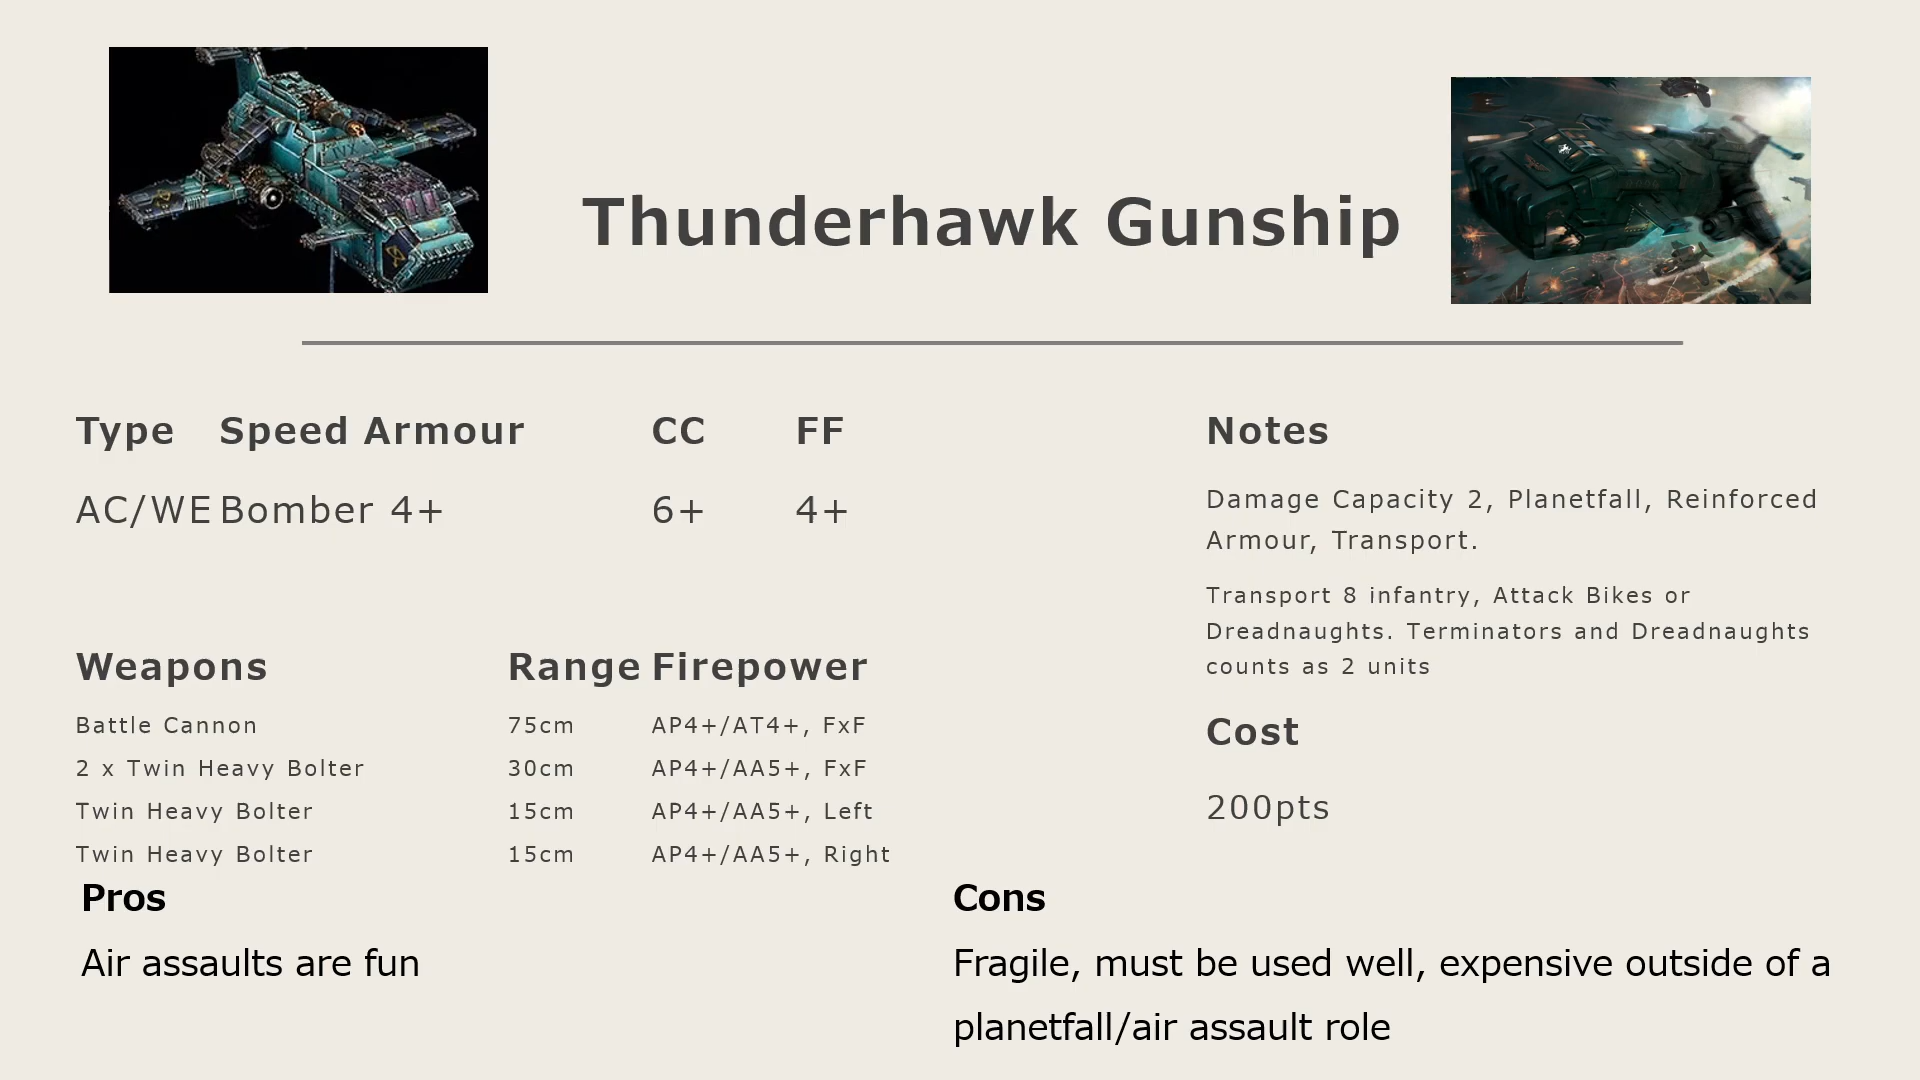 Thunderhawk Gunship
Type Speed Armour CC FF
AC/WE Bomber 4+ 6+ 4+
Weapons Range Firepower
Battle Cannon 75cm AP4+/AT4+, FxF
2 x Twin Heavy Bolter 30cm AP4+/AA5+, FxF
Twin Heavy Bolter 15cm AP4+/AA5+, Left
Twin Heavy Bolter 15cm AP4+/AA5+, Right
Notes
Damage Capacity 2, Planetfall, Reinforced
Armour, Transport.
Transport 8 infantry, Attack Bikes or
Dreadnaughts. Terminators and Dreadnaughts
counts as 2 units
Cost
200pts
Pros
Air assaults are fun
Cons
Fragile, must be used well, expensive outside of a
planetfall/air assault role